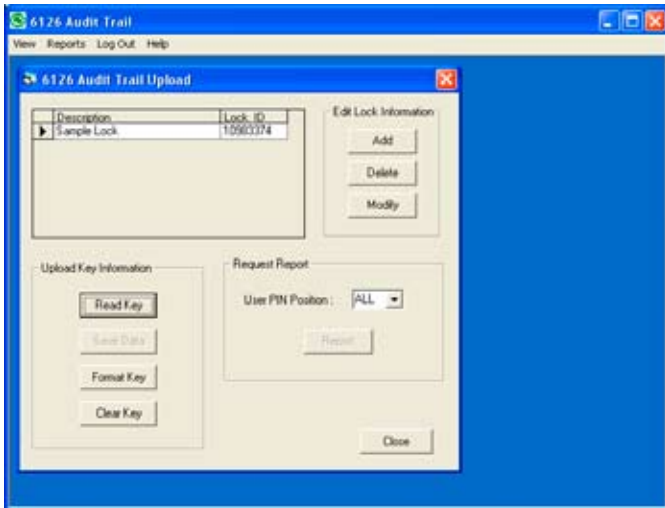 6126 Audit Trail
View Reports Log Out Help
6126 Audit Trail Upload
Description Lock ID
Sample Lock 10983374
Edit Lock Information
Add
Delete
Modify
Upload Key Information
Read Key
Save Data
Format Key
Clear Key
Request Report
User PIN Position : ALL
Report
Close